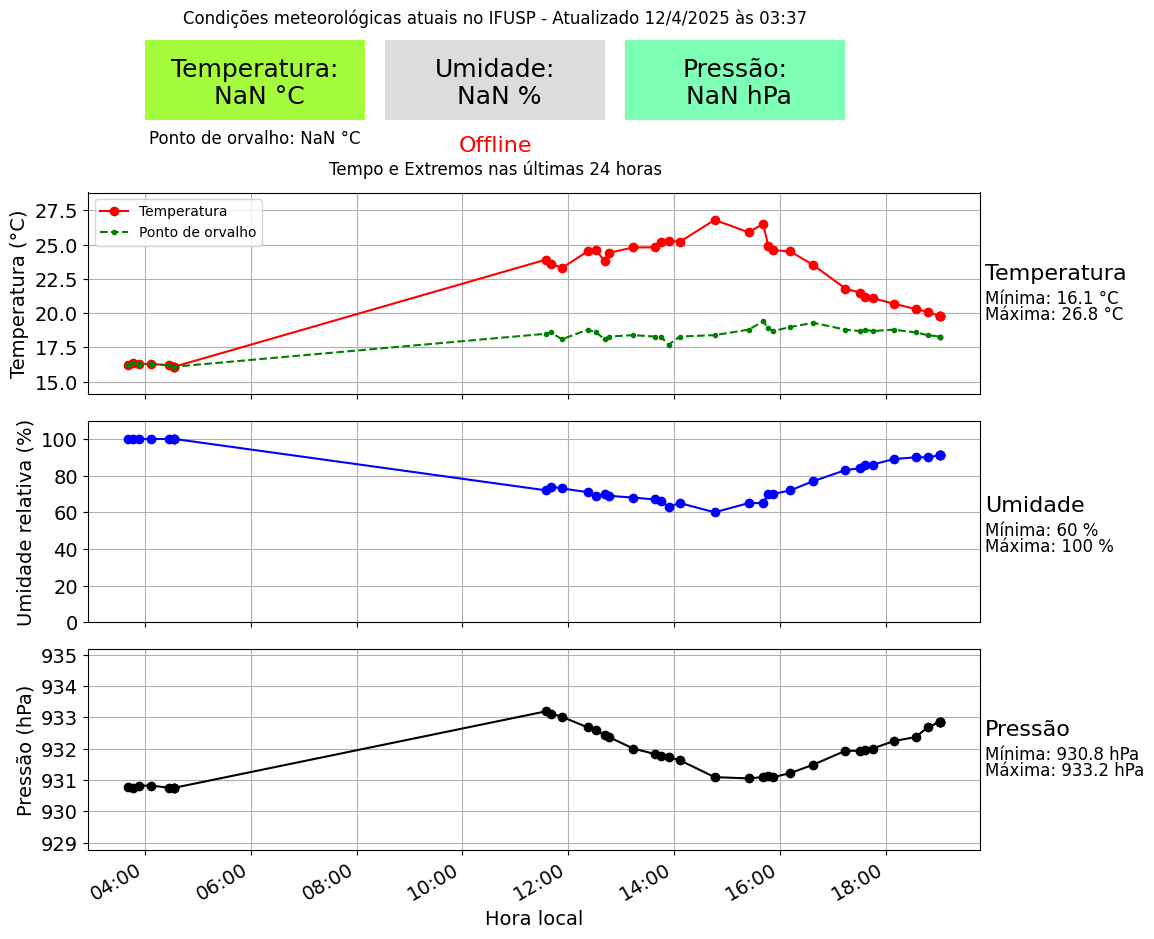 Condições meteorológicas atuais no IFUSP - Atualizado 12/4/2025 às 03:37
Temperatura:
NaN °C
Umidade:
NaN %
Pressão:
NaN hPa
Ponto de orvalho: NaN °C
Offline
Tempo e Extremos nas últimas 24 horas
Temperatura (°C)
27.5
25.0
22.5
20.0
17.5
15.0
Temperatura
Ponto de orvalho
Temperatura
Mínima: 16.1 °C
Máxima: 26.8 °C
Umidade relativa (%)
100
80
60
40
20
0
Umidade
Mínima: 60 %
Máxima: 100 %
Pressão (hPa)
935
934
933
932
931
930
929
Pressão
Mínima: 930.8 hPa
Máxima: 933.2 hPa
04:00
06:00
08:00
10:00
12:00
14:00
16:00
18:00
Hora local